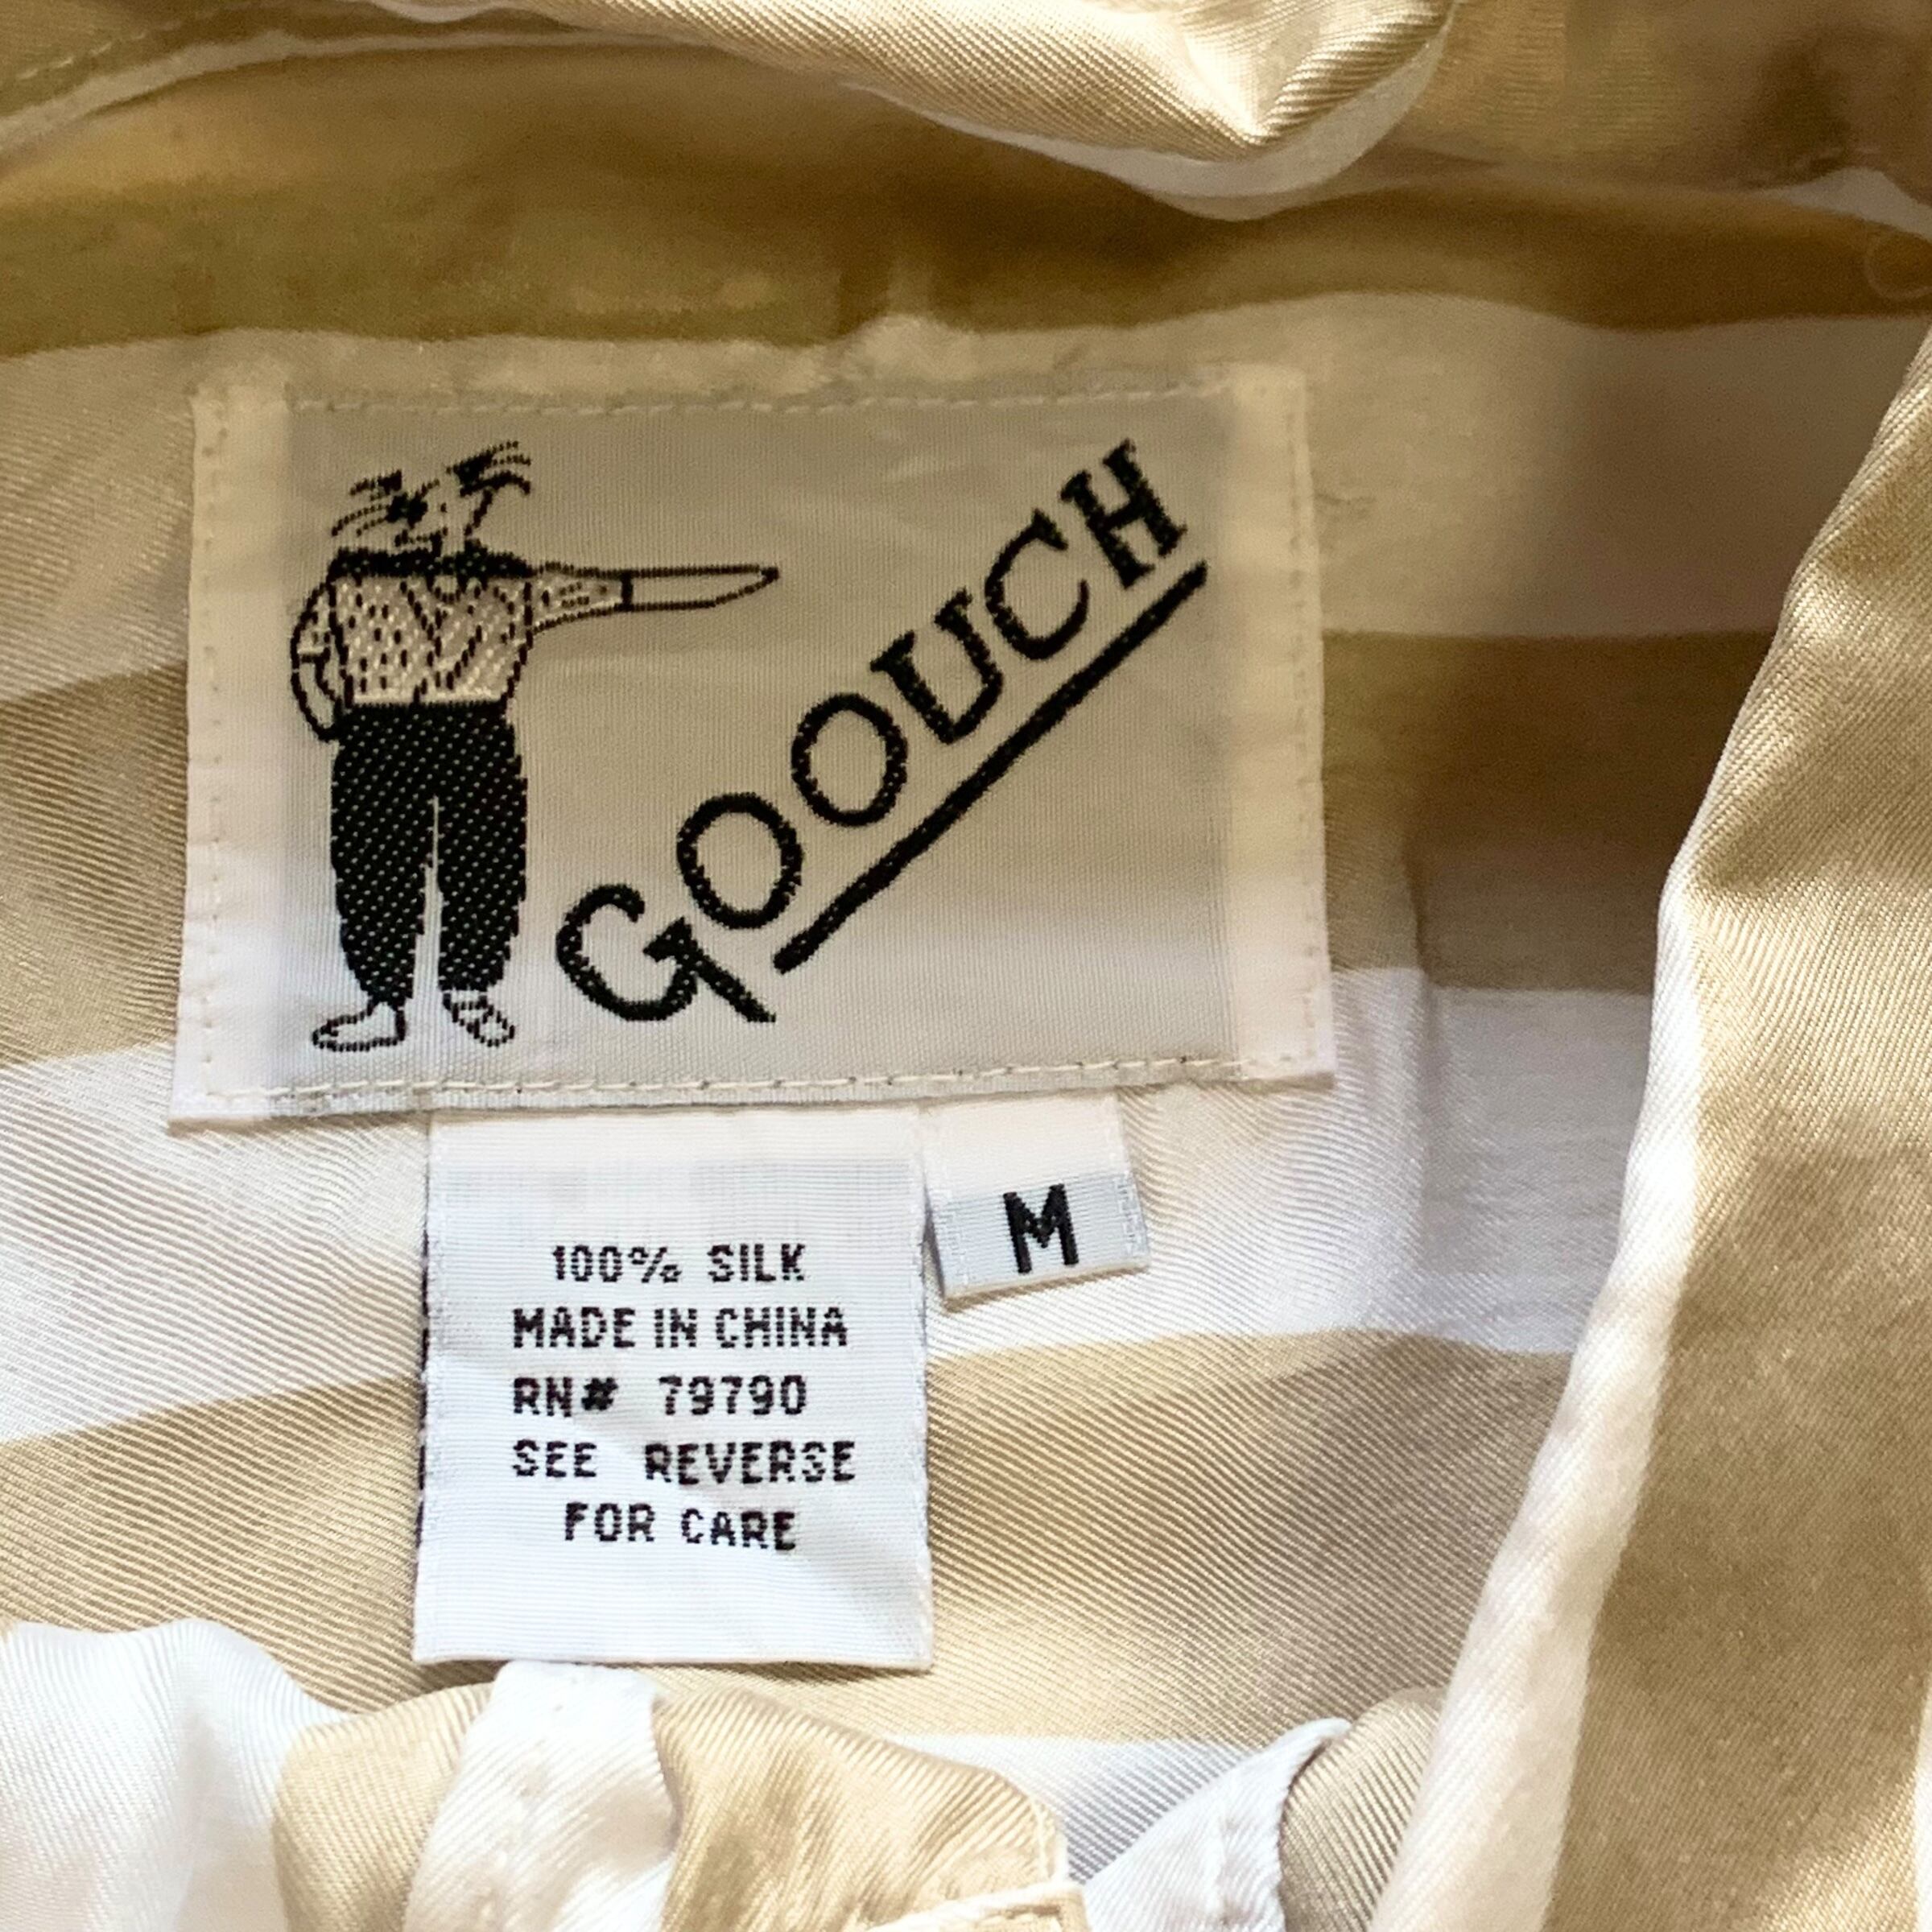 GOOUCH
M
100% SILK
MADE IN CHINA
RN# 79790
SEE REVERSE
FOR CARE